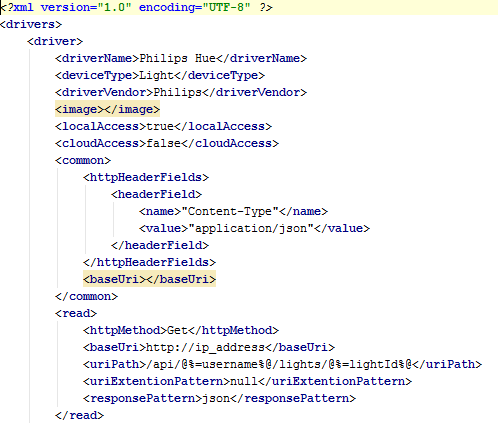 <?xml version="1.0" encoding="UTF-8" ?>
<drivers>
<driver>
<driverName>Philips Hue</driverName>
<deviceType>Light</deviceType>
<driverVendor>Philips</driverVendor>
<image></image>
<localAccess>true</localAccess>
<cloudAccess>false</cloudAccess>
<common>
<httpHeaderFields>
<headerField>
<name>"Content-Type"</name>
<value>"application/json"</value>
</headerField>
</httpHeaderFields>
<baseUri></baseUri>
</common>
<read>
<httpMethod>Get</httpMethod>
<baseUri>http://ip_address</baseUri>
<uriPath>/api/@%=username%@/lights/@%=lightId%@</uriPath>
<uriExtentionPattern>null</uriExtentionPattern>
<responsePattern>json</responsePattern>
</read>